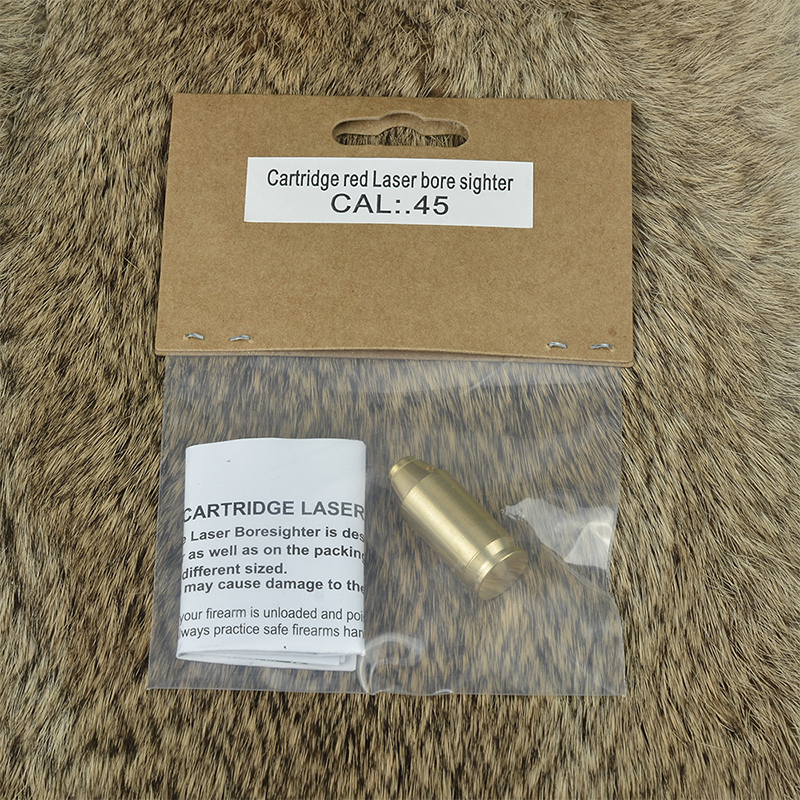 Cartridge red Laser bore sighter
CAL:.45
CARTRIDGE LASER
Laser Boresighter is des
as well as on the packing
different sized.
may cause damage to the
your firearm is unloaded and poi
ways practice safe firearms han